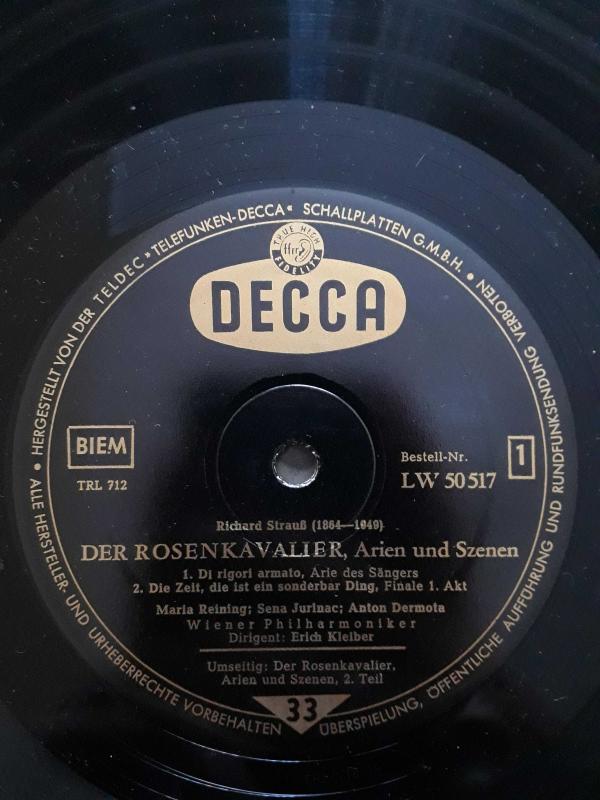 • HERGESTELLT VON DER TELDEC »TELEFUNKEN-DECCA« SCHALLPLATTEN G.M.B.H. •
• ALLE HERSTELLER- UND URHEBERRECHTE VORBEHALTEN
ÜBERSPIELUNG, ÖFFENTLICHE AUFFÜHRUNG UND RUNDFUNKSENDUNG VERBOTEN
TRUE HIGH
ffrr
FIDELITY
DECCA
BIEM
TRL 712
Bestell-Nr.
LW 50 517
1
Richard Strauß (1864—1949)
DER ROSENKAVALIER, Arien und Szenen
1. Di rigori armato, Arie des Sängers
2. Die Zeit, die ist ein sonderbar Ding, Finale 1. Akt
Maria Reining; Sena Jurinac; Anton Dermota
Wiener Philharmoniker
Dirigent: Erich Kleiber
Umseitig: Der Rosenkavalier,
Arien und Szenen, 2. Teil
33